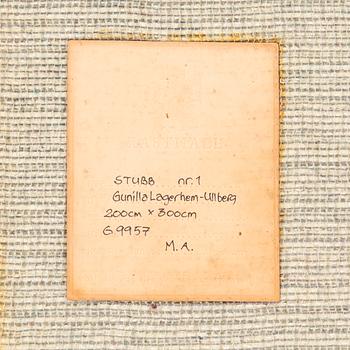 STUBB nr. 1
Gunilla Lagerhem-Ullberg
200cm × 300cm
G 9957
M.A.